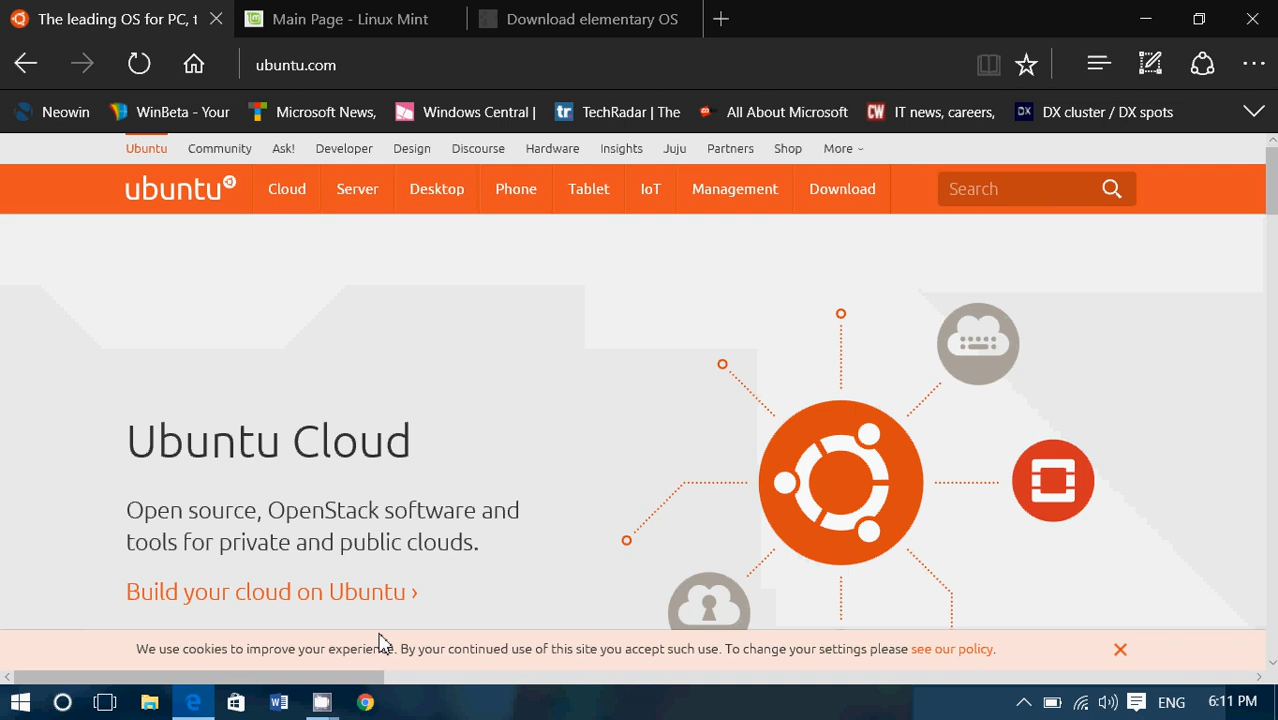 The leading OS for PC, t
Main Page - Linux Mint
Download elementary OS
ubuntu.com
Neowin
WinBeta - Your
Microsoft News,
Windows Central |
tr TechRadar | The
All About Microsoft
CW IT news, careers,
DX DX cluster / DX spots
Ubuntu Community Ask! Developer Design Discourse Hardware Insights Juju Partners Shop More
ubuntu Cloud Server Desktop Phone Tablet IoT Management Download Search
Ubuntu Cloud
Open source, OpenStack software and
tools for private and public clouds.
Build your cloud on Ubuntu ›
We use cookies to improve your experience. By your continued use of this site you accept such use. To change your settings please see our policy.
ENG 6:11 PM